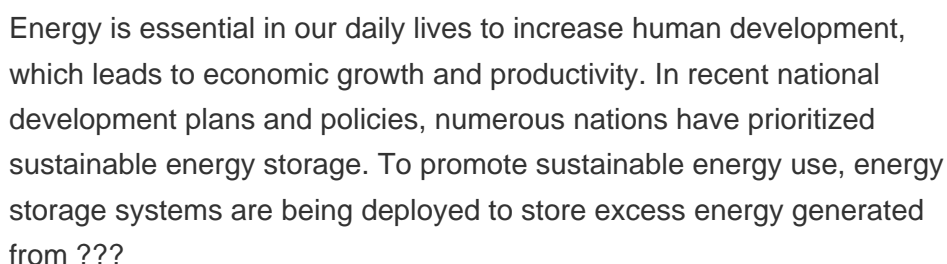 Energy is essential in our daily lives to increase human development,
which leads to economic growth and productivity. In recent national
development plans and policies, numerous nations have prioritized
sustainable energy storage. To promote sustainable energy use, energy
storage systems are being deployed to store excess energy generated
from ???